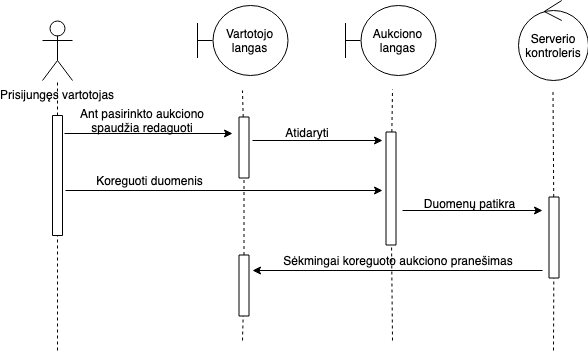 Vartotojo
langas
Aukciono
langas
Serverio
kontroleris
Prisijungęs vartotojas
Ant pasirinkto aukciono
spaudžia redaguoti
Atidaryti
Koreguoti duomenis
Duomenų patikra
Sėkmingai koreguoto aukciono pranešimas